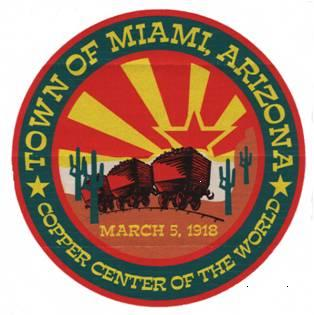 TOWN OF MIAMI, ARIZONA
MARCH 5, 1918
COPPER CENTER OF THE WORLD